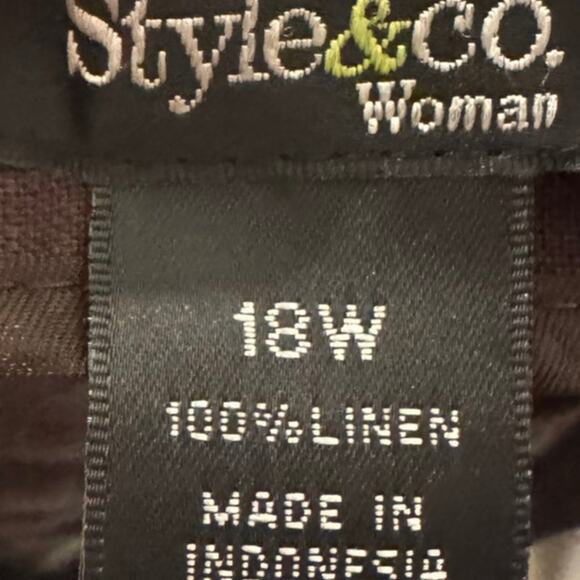 Style&co.
Woman
18W
100% LINEN
MADE IN
INDONESIA